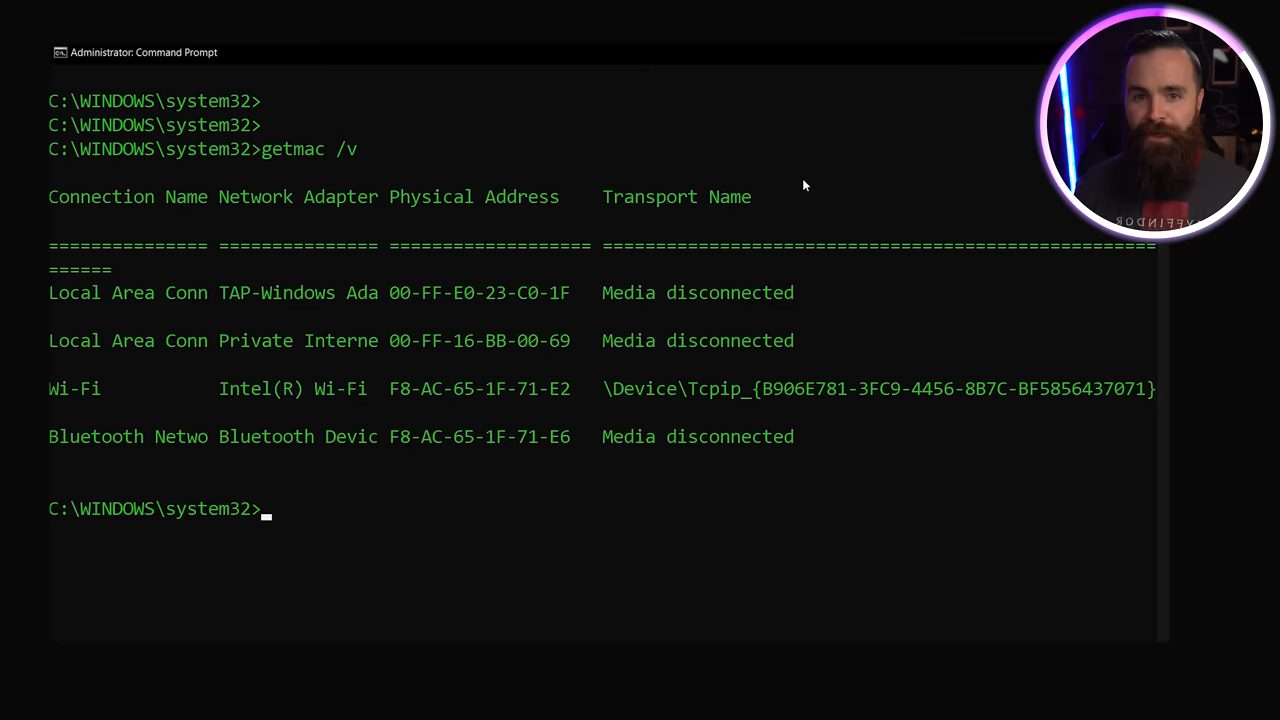 Administrator: Command Prompt
C:\WINDOWS\system32>
C:\WINDOWS\system32>
C:\WINDOWS\system32>getmac /v
Connection Name Network Adapter Physical Address    Transport Name
=============== =============== =================== ====================================================
======
Local Area Conn TAP-Windows Ada 00-FF-E0-23-C0-1F   Media disconnected
Local Area Conn Private Interne 00-FF-16-BB-00-69   Media disconnected
Wi-Fi           Intel(R) Wi-Fi  F8-AC-65-1F-71-E2   \Device\Tcpip_{B906E781-3FC9-4456-8B7C-BF5856437071}
Bluetooth Netwo Bluetooth Devic F8-AC-65-1F-71-E6   Media disconnected
C:\WINDOWS\system32>